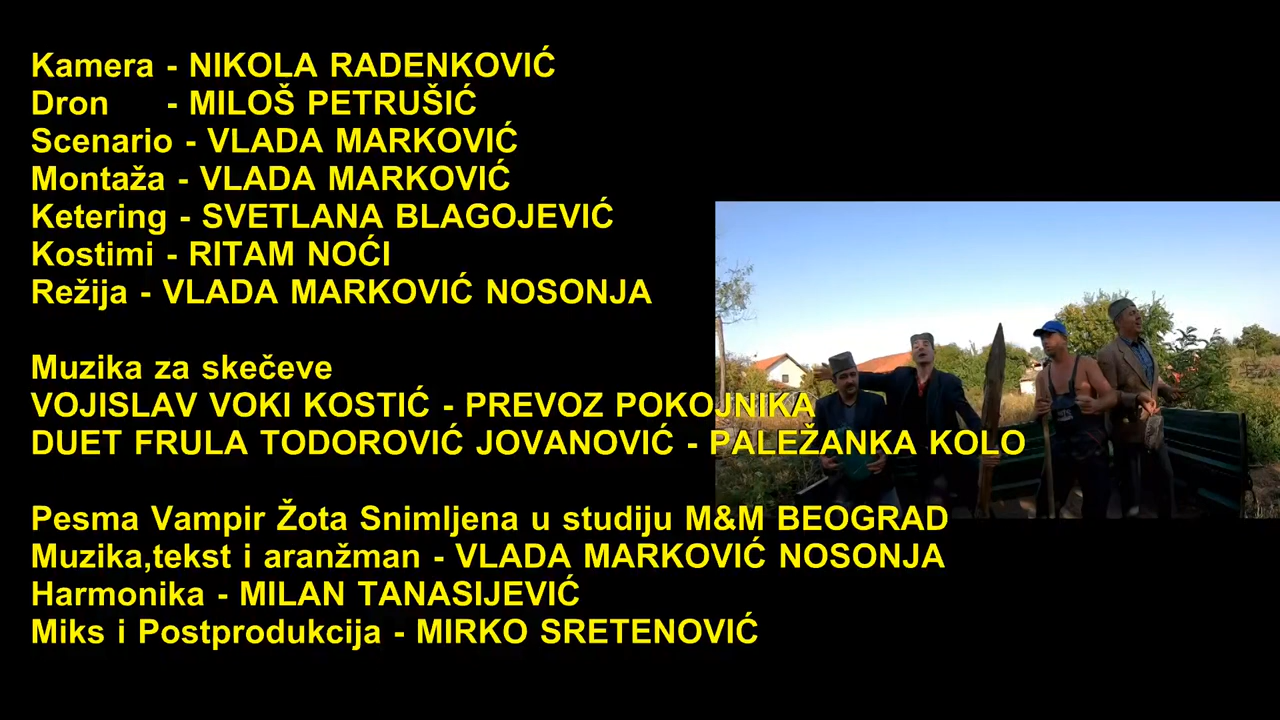 Kamera - NIKOLA RADENKOVIĆ
Dron - MILOŠ PETRUŠIĆ
Scenario - VLADA MARKOVIĆ
Montaža - VLADA MARKOVIĆ
Ketering - SVETLANA BLAGOJEVIĆ
Kostimi - RITAM NOĆI
Režija - VLADA MARKOVIĆ NOSONJA
Muzika za skečeve
VOJISLAV VOKI KOSTIĆ - PREVOZ POKOJNIKA
DUET FRULA TODOROVIĆ JOVANOVIĆ - PALEŽANKA KOLO
Pesma Vampir Žota Snimljena u studiju M&M BEOGRAD
Muzika,tekst i aranžman - VLADA MARKOVIĆ NOSONJA
Harmonika - MILAN TANASIJEVIĆ
Miks i Postprodukcija - MIRKO SRETENOVIĆ